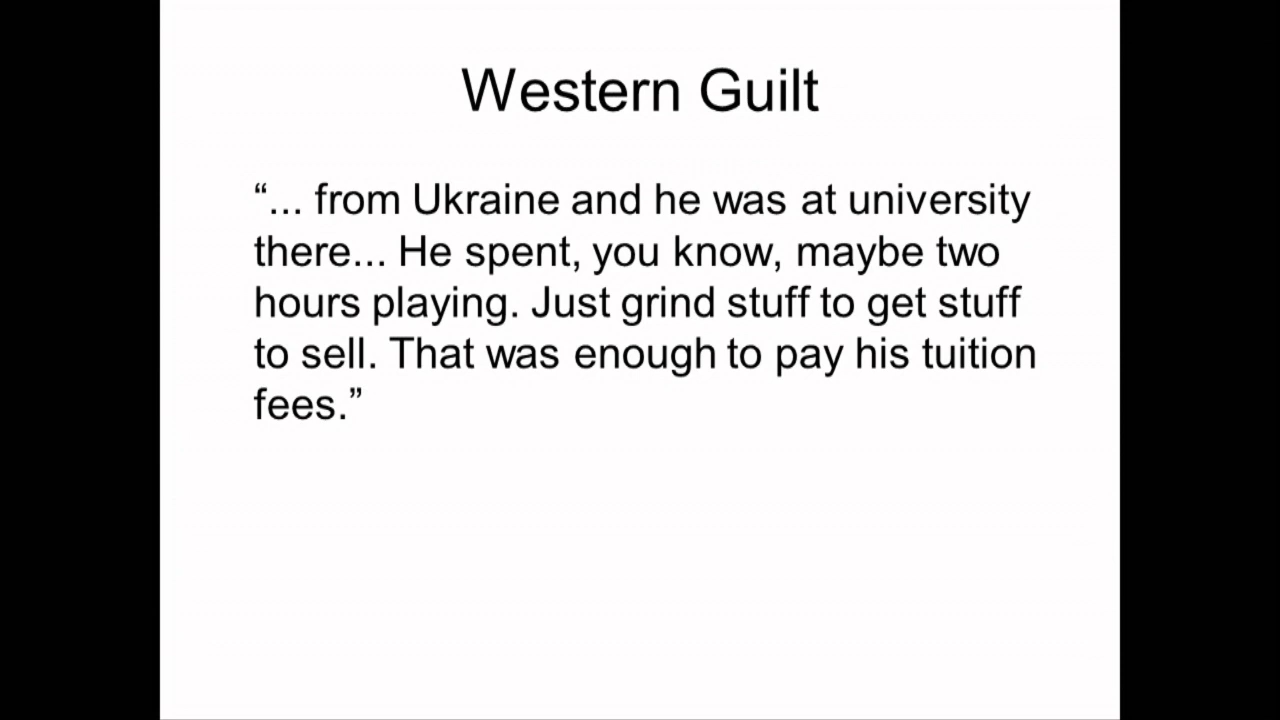 Western Guilt
“... from Ukraine and he was at university
there... He spent, you know, maybe two
hours playing. Just grind stuff to get stuff
to sell. That was enough to pay his tuition
fees.”